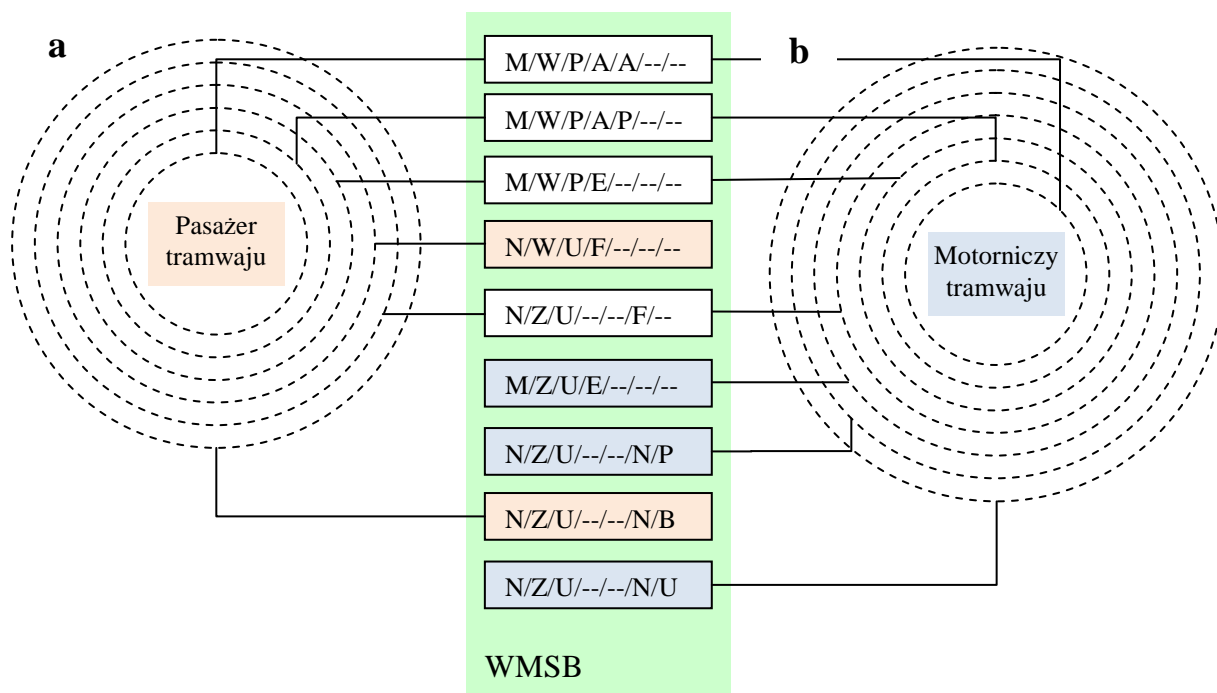 a
b
M/W/P/A/A/--/--
M/W/P/A/P/--/--
M/W/P/E/--/--/--
N/W/U/F/--/--/--
Pasażer
tramwaju
Motorniczy
tramwaju
N/Z/U/--/--/F/--
M/Z/U/E/--/--/--
N/Z/U/--/--/N/P
N/Z/U/--/--/N/B
N/Z/U/--/--/N/U
WMSB